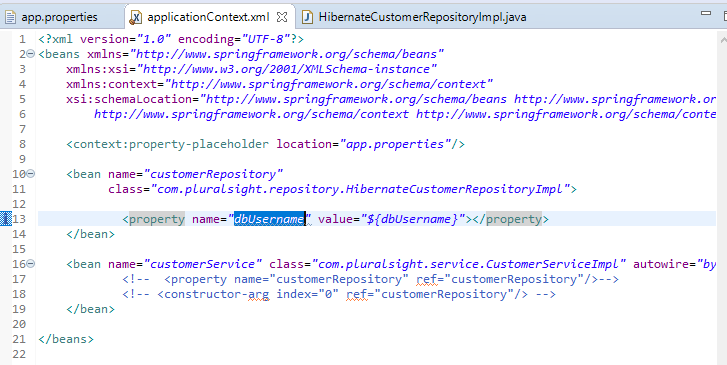 app.properties applicationContext.xml HibernateCustomerRepositoryImpl.java
1 <?xml version="1.0" encoding="UTF-8"?>
2 <beans xmlns="http://www.springframework.org/schema/beans"
3 xmlns:xsi="http://www.w3.org/2001/XMLSchema-instance"
4 xmlns:context="http://www.springframework.org/schema/context"
5 xsi:schemaLocation="http://www.springframework.org/schema/beans http://www.springframework.or
6 http://www.springframework.org/schema/context http://www.springframework.org/schema/conte
7
8 <context:property-placeholder location="app.properties"/>
9
10 <bean name="customerRepository"
11 class="com.pluralsight.repository.HibernateCustomerRepositoryImpl">
12
13 <property name="dbUsername" value="${dbUsername}"></property>
14 </bean>
15
16 <bean name="customerService" class="com.pluralsight.service.CustomerServiceImpl" autowire="by
17 <!-- <property name="customerRepository" ref="customerRepository"/>-->
18 <!-- <constructor-arg index="0" ref="customerRepository"/> -->
19 </bean>
20
21 </beans>
22